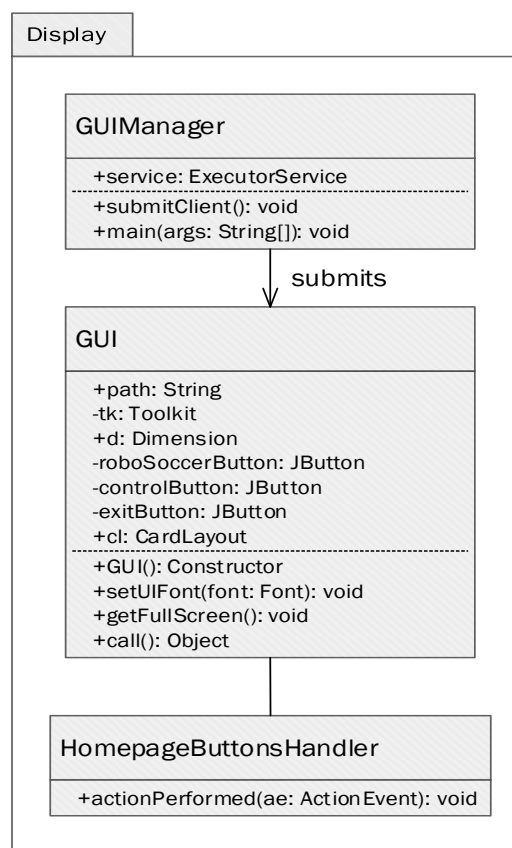 Display
GUIManager
+service: ExecutorService
+submitClient(): void
+main(args: String[]): void
submits
GUI
+path: String
-tk: Toolkit
+d: Dimension
-roboSoccerButton: JButton
-controlButton: JButton
-exitButton: JButton
+cl: CardLayout
+GUI(): Constructor
+setUIFont(font: Font): void
+getFullScreen(): void
+call(): Object
HomepageButtonsHandler
+actionPerformed(ae: ActionEvent): void